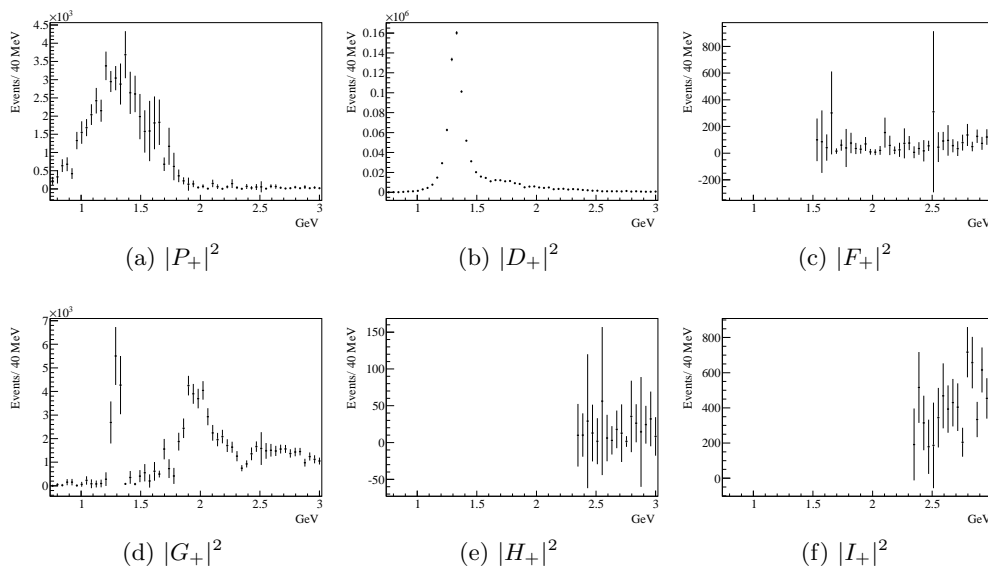 ×10³
4.5
4
3.5
3
2.5
2
1.5
1
0.5
0
Events/ 40 MeV
1 1.5 2 2.5 3
GeV
(a) |P₊|²
×10⁶
0.16
0.14
0.12
0.1
0.08
0.06
0.04
0.02
0
Events/ 40 MeV
1 1.5 2 2.5 3
GeV
(b) |D₊|²
800
600
400
200
0
-200
Events/ 40 MeV
1 1.5 2 2.5 3
GeV
(c) |F₊|²
×10³
7
6
5
4
3
2
1
0
Events/ 40 MeV
1 1.5 2 2.5 3
GeV
(d) |G₊|²
150
100
50
0
-50
Events/ 40 MeV
1 1.5 2 2.5 3
GeV
(e) |H₊|²
800
600
400
200
0
Events/ 40 MeV
1 1.5 2 2.5 3
GeV
(f) |I₊|²